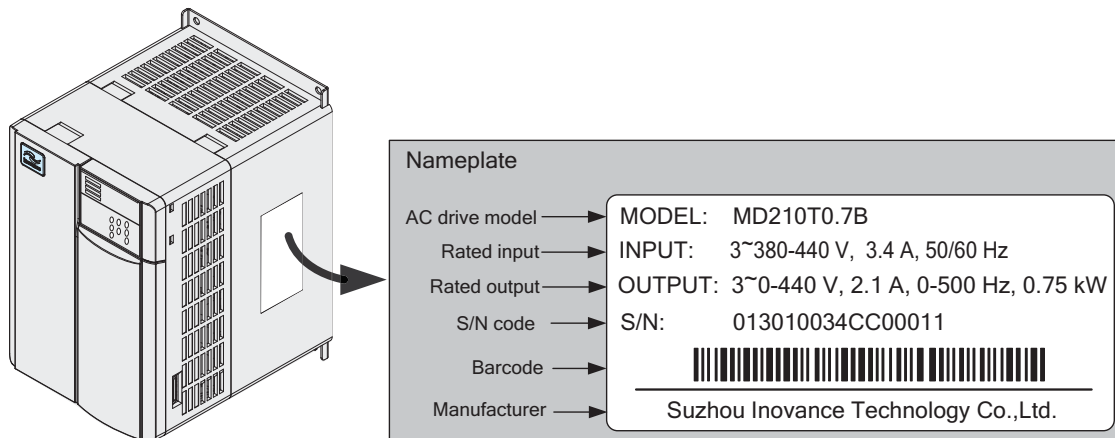 Nameplate
AC drive model MODEL: MD210T0.7B
Rated input INPUT: 3~380-440 V, 3.4 A, 50/60 Hz
Rated output OUTPUT: 3~0-440 V, 2.1 A, 0-500 Hz, 0.75 kW
S/N code S/N: 013010034CC00011
Barcode
Manufacturer Suzhou Inovance Technology Co.,Ltd.